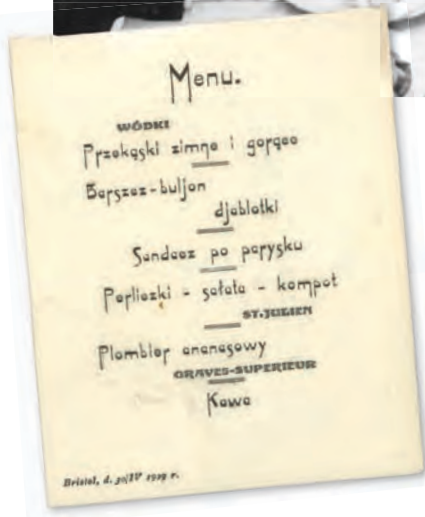 Menu.
WÓDKI
Przekąski zimne i gorące
Barszcz-buljon
djablotki
Sandacz po parysku
Perliczki - sałata - kompot
ST. JULIEN
Plombier ananasowy
GRAVES-SUPERIEUR
Kawa
Bristol, d. 30/IV 1929 r.